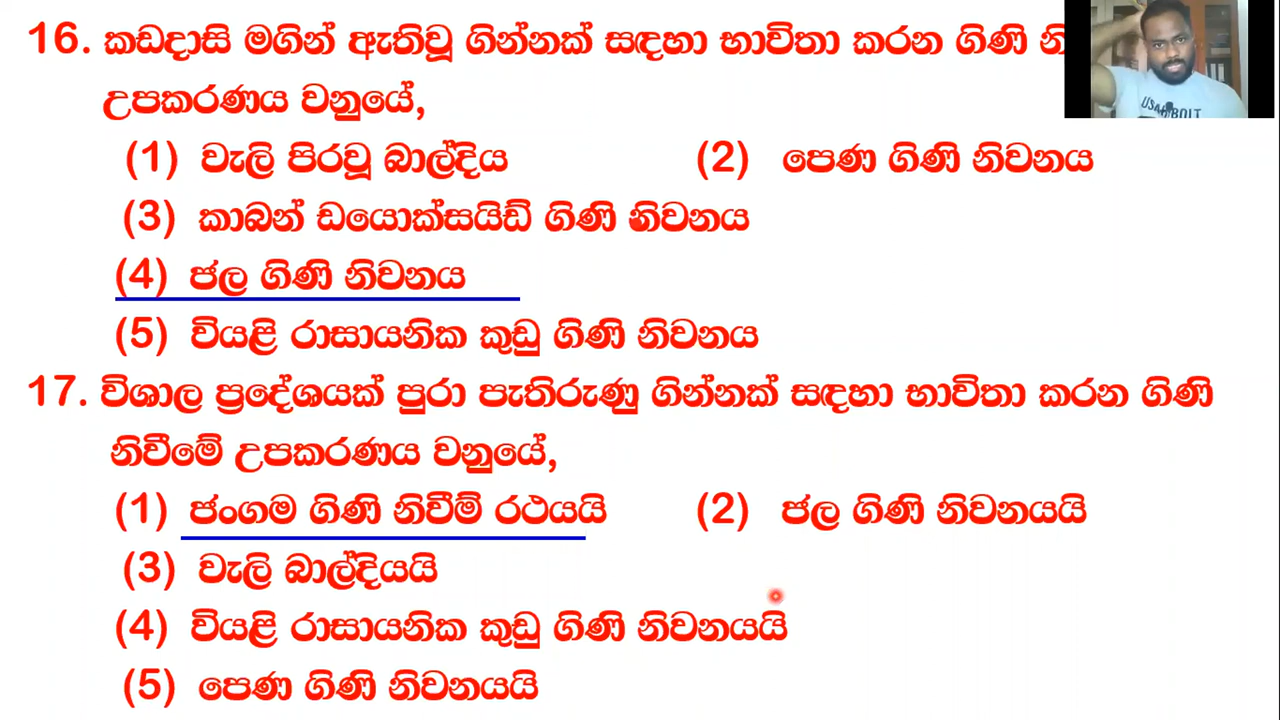 16. කඩදාසි මගින් ඇතිවූ ගින්නක් සඳහා භාවිතා කරන ගිණි
උපකරණය වනුයේ,
(1) වැලි පිරවූ බාල්දිය (2) පෙණ ගිණි නිවනය
(3) කාබන් ඩයොක්සයිඩ් ගිණි නිවනය
(4) ජල ගිණි නිවනය
(5) වියළි රාසායනික කුඩු ගිණි නිවනය
17. විශාල ප්‍රදේශයක් පුරා පැතිරුණු ගින්නක් සඳහා භාවිතා කරන ගිණි
නිවීමේ උපකරණය වනුයේ,
(1) ජංගම ගිණි නිවීම් රථයයි (2) ජල ගිණි නිවනයයි
(3) වැලි බාල්දියයි
(4) වියළි රාසායනික කුඩු ගිණි නිවනයයි
(5) පෙණ ගිණි නිවනයයි